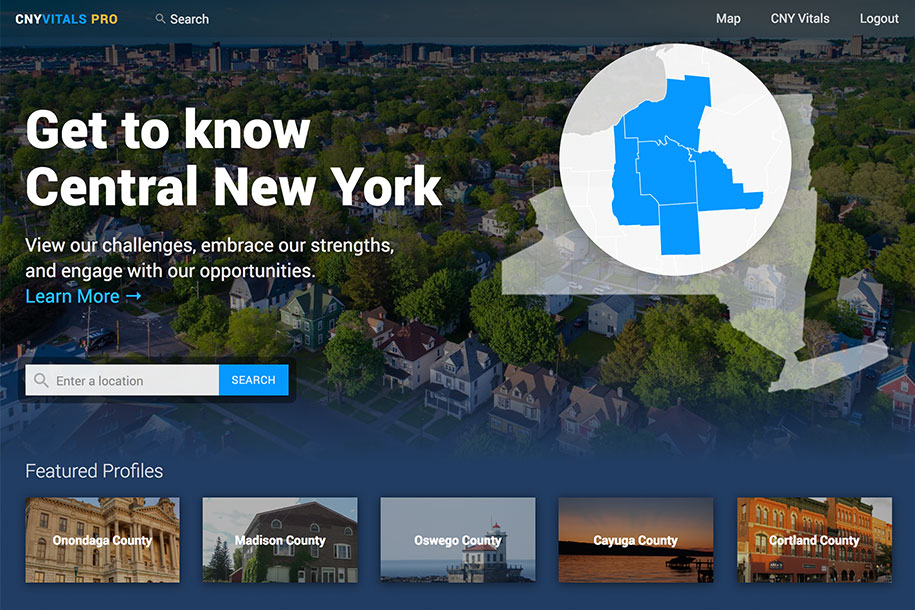 CNYVITALS PRO
Search
Map
CNY Vitals
Logout
Get to know
Central New York
View our challenges, embrace our strengths,
and engage with our opportunities.
Learn More →
Enter a location
SEARCH
Featured Profiles
Onondaga County
Madison County
Oswego County
Cayuga County
Cortland County